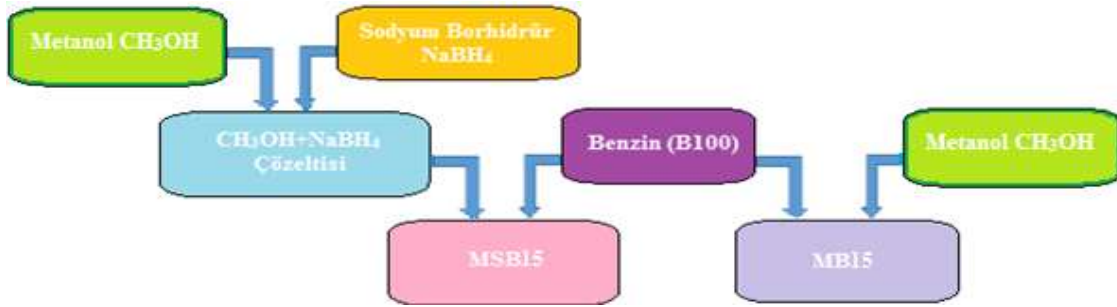 Metanol CH₃OH
Sodyum Borhidrür
NaBH₄
CH₃OH+NaBH₄
Çözeltisi
Benzin (B100)
Metanol CH₃OH
MSB15
MB15